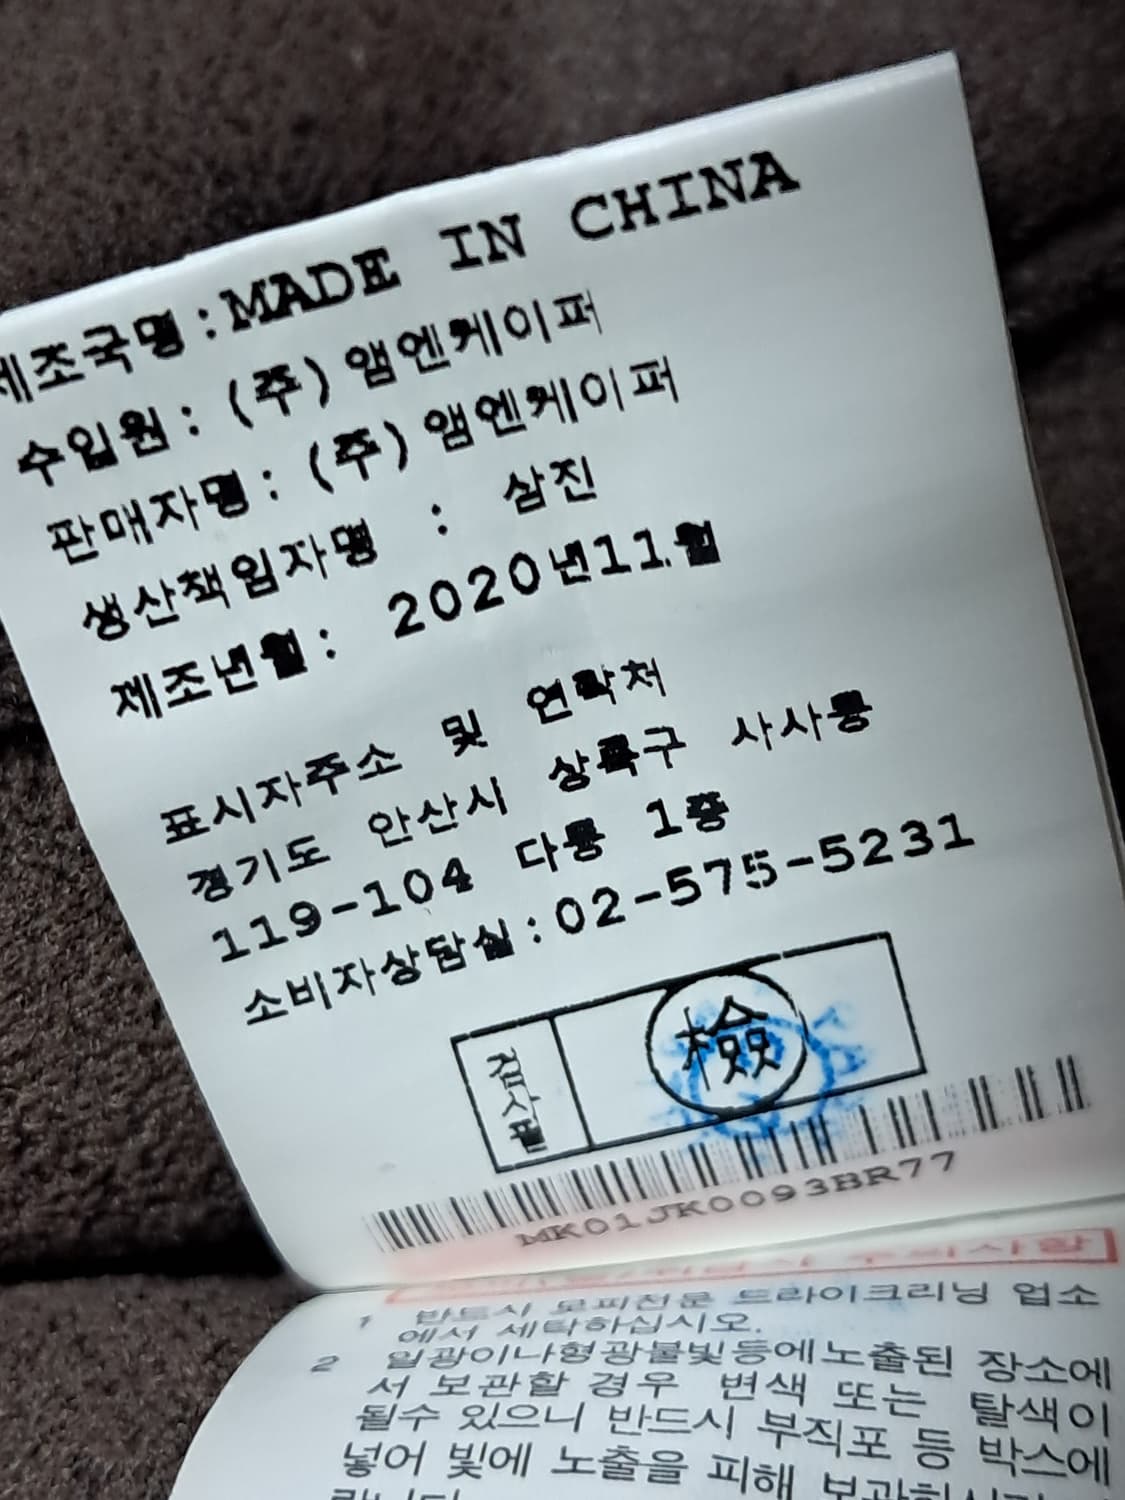 제조국명:MADE IN CHINA
수입원: (주)앰엔케이퍼
판매자명: (주)앰엔케이퍼
생산책임자명 : 삼진
제조년월: 2020년11월
표시자주소 및 연락처
경기도 안산시 상록구 사사동
119-104 다동 1층
소비자상담실:02-575-5231
검사필
檢
MK01JK0093BR77
1 반드시 모피전문 드라이크리닝 업소
에서 세탁하십시오.
2 일광이나형광불빛등에노출된 장소에
서 보관할 경우 변색 또는 탈색이
될수 있으니 반드시 부직포 등 박스에
넣어 빛에 노출을 피해